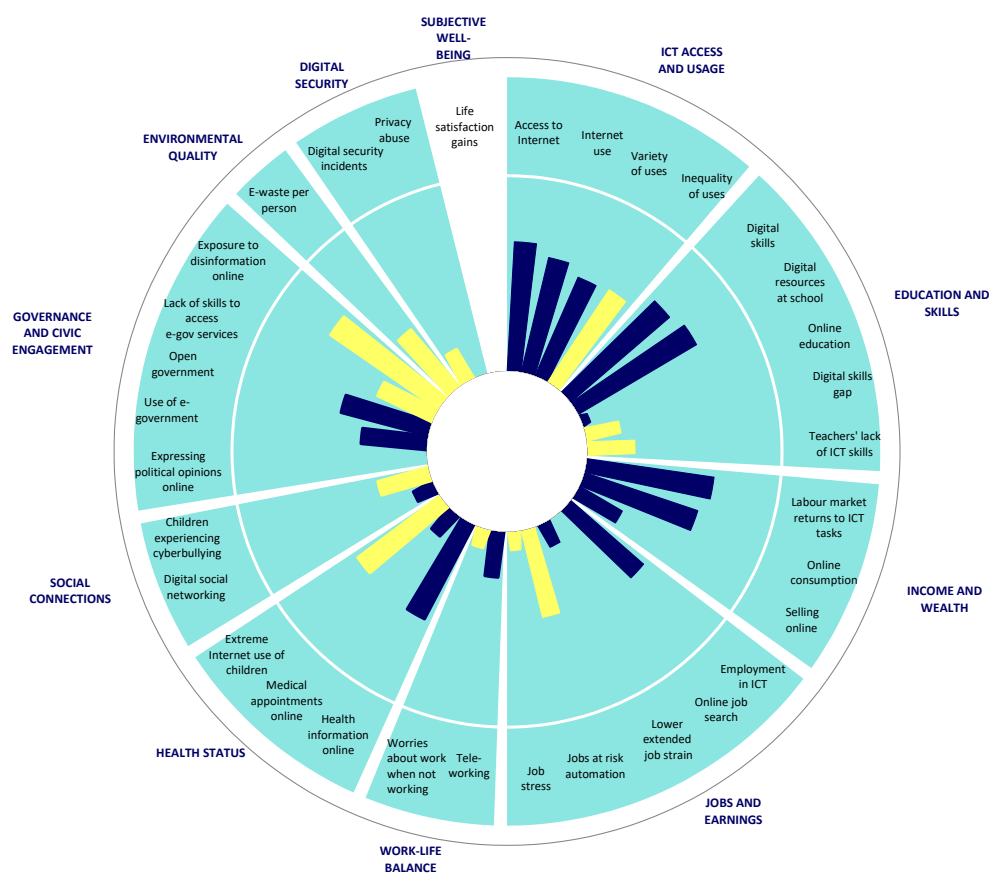 SUBJECTIVE
WELL-
BEING
Life
satisfaction
gains
ICT ACCESS
AND USAGE
Access to
Internet
Internet
use
Variety
of uses
Inequality
of uses
EDUCATION AND
SKILLS
Digital
skills
Digital
resources
at school
Online
education
Digital skills
gap
Teachers' lack
of ICT skills
INCOME AND
WEALTH
Labour market
returns to ICT
tasks
Online
consumption
Selling
online
JOBS AND
EARNINGS
Employment
in ICT
Online job
search
Lower
extended
job strain
Jobs at risk
automation
Job
stress
WORK-LIFE
BALANCE
Tele-
working
Worries
about work
when not
working
HEALTH STATUS
Health
information
online
Medical
appointments
online
Extreme
Internet use of
children
SOCIAL
CONNECTIONS
Digital social
networking
Children
experiencing
cyberbullying
GOVERNANCE
AND CIVIC
ENGAGEMENT
Expressing
political opinions
online
Use of e-
government
Open
government
Lack of skills to
access
e-gov services
Exposure to
disinformation
online
ENVIRONMENTAL
QUALITY
E-waste per
person
DIGITAL
SECURITY
Digital security
incidents
Privacy
abuse